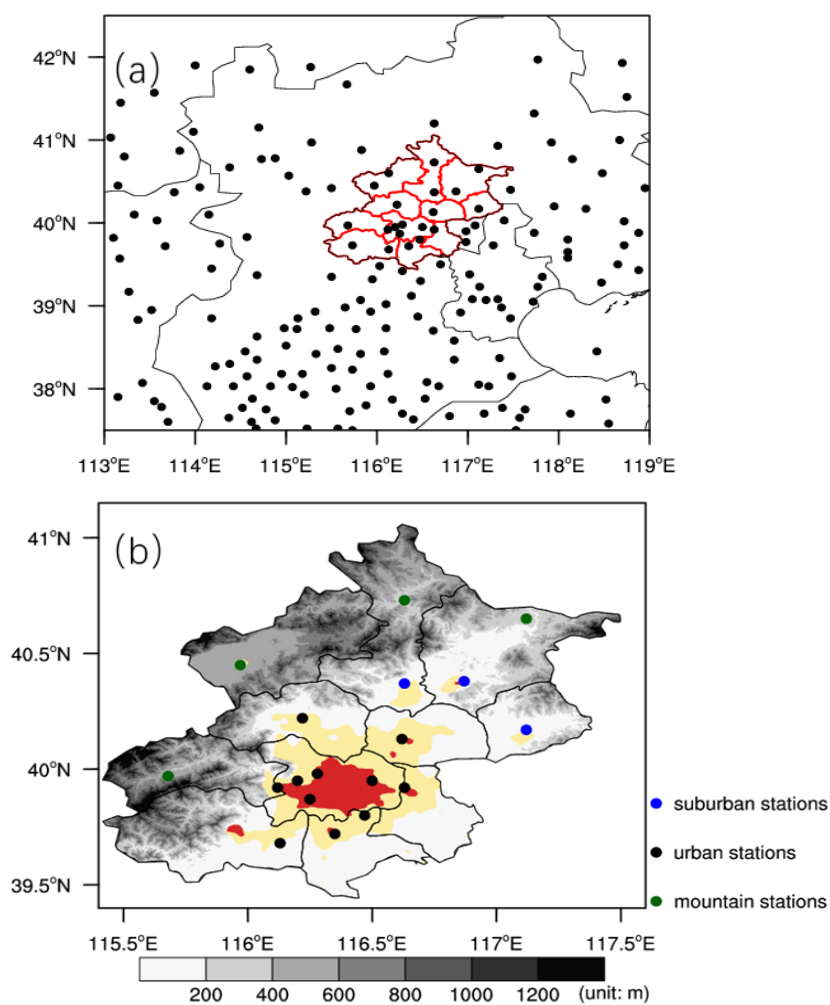 (a)
42°N
41°N
40°N
39°N
38°N
113°E 114°E 115°E 116°E 117°E 118°E 119°E
(b)
41°N
40.5°N
40°N
39.5°N
115.5°E 116°E 116.5°E 117°E 117.5°E
suburban stations
urban stations
mountain stations
200 400 600 800 1000 1200 (unit: m)